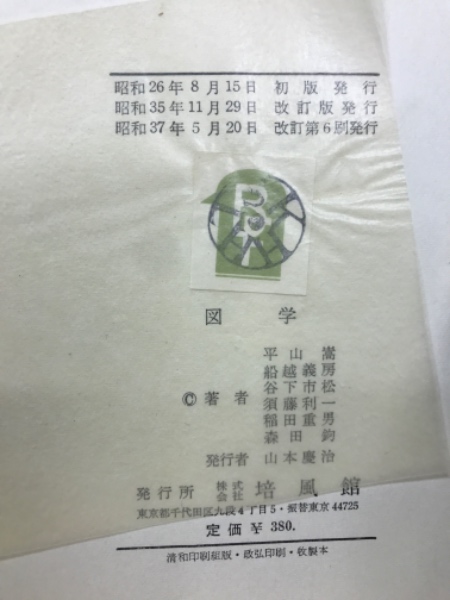 昭和26年 8月15日 初版発行
昭和35年11月29日 改訂版発行
昭和37年 5月20日 改訂第6刷発行
図学
平山嵩
船越義房
谷下市松
© 著者 須藤利一
稲田重男
森田鈞
発行者 山本慶治
発行所 株式会社 培風館
東京都千代田区九段4丁目5・振替東京44725
定価¥380.
清和印刷組版・政弘印刷・牧製本